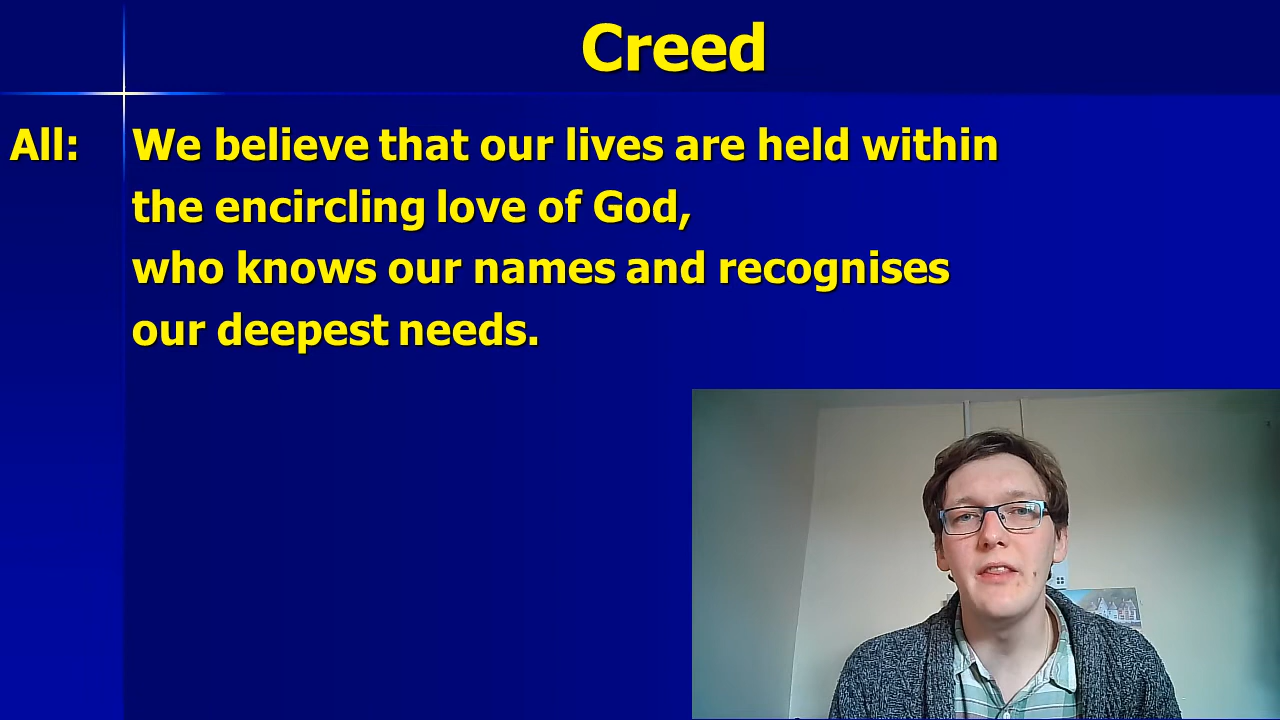 Creed
All: We believe that our lives are held within
the encircling love of God,
who knows our names and recognises
our deepest needs.